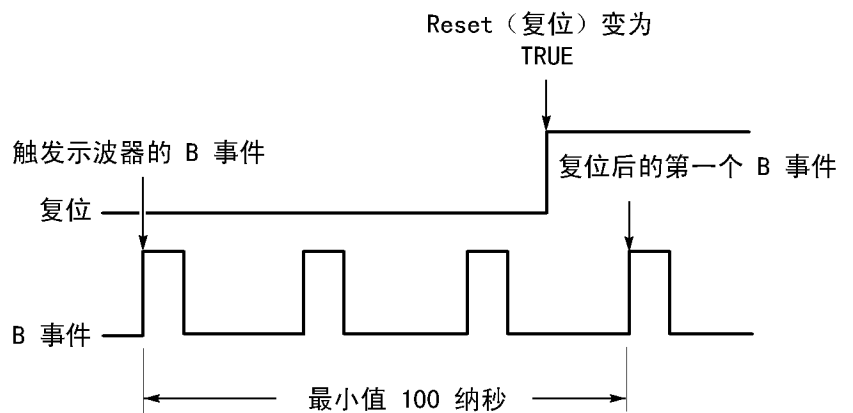 Reset（复位）变为
TRUE
触发示波器的 B 事件
复位后的第一个 B 事件
复位
B 事件
最小值 100 纳秒